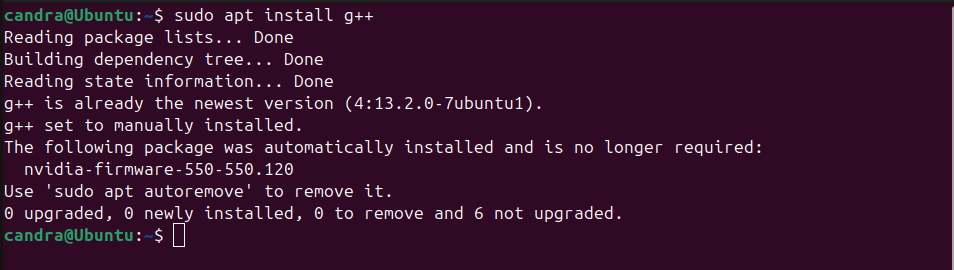 candra@Ubuntu:~$ sudo apt install g++
Reading package lists... Done
Building dependency tree... Done
Reading state information... Done
g++ is already the newest version (4:13.2.0-7ubuntu1).
g++ set to manually installed.
The following package was automatically installed and is no longer required:
  nvidia-firmware-550-550.120
Use 'sudo apt autoremove' to remove it.
0 upgraded, 0 newly installed, 0 to remove and 6 not upgraded.
candra@Ubuntu:~$